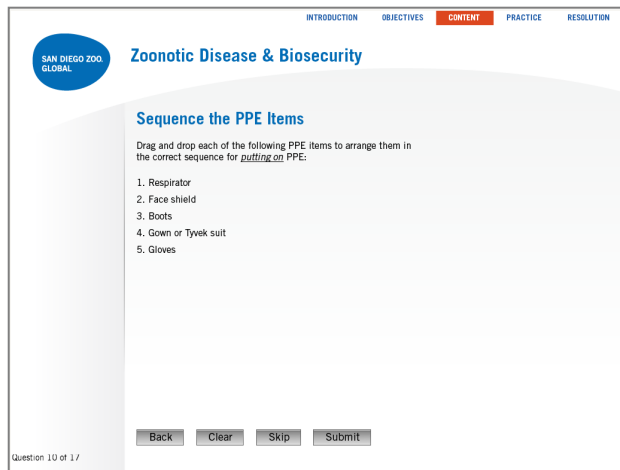 INTRODUCTION OBJECTIVES CONTENT PRACTICE RESOLUTION
SAN DIEGO ZOO.
GLOBAL
Zoonotic Disease & Biosecurity
Sequence the PPE Items
Drag and drop each of the following PPE items to arrange them in
the correct sequence for putting on PPE:
1. Respirator
2. Face shield
3. Boots
4. Gown or Tyvek suit
5. Gloves
Back Clear Skip Submit
Question 10 of 17